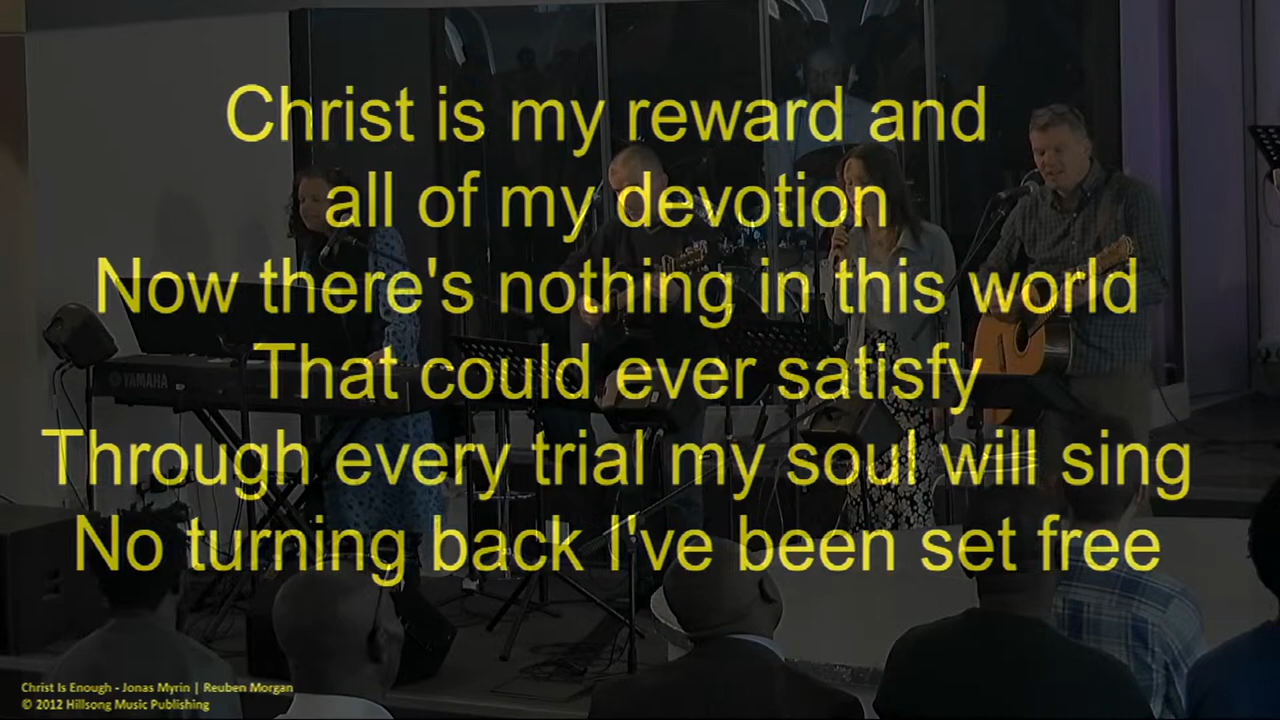 Christ is my reward and
all of my devotion
Now there's nothing in this world
That could ever satisfy
Through every trial my soul will sing
No turning back I've been set free
YAMAHA
Christ Is Enough - Jonas Myrin | Reuben Morgan
© 2012 Hillsong Music Publishing